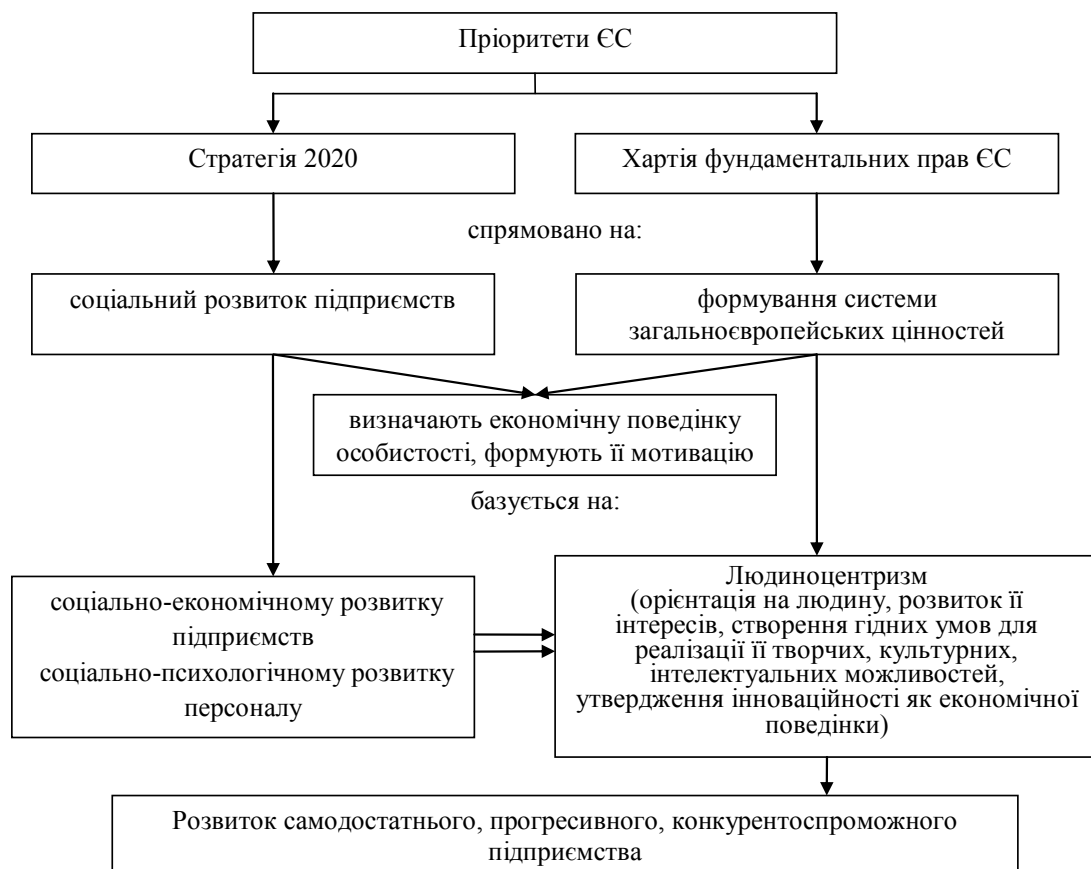 Пріоритети ЄС
Стратегія 2020
Хартія фундаментальних прав ЄС
спрямовано на:
соціальний розвиток підприємств
формування системи
загальноєвропейських цінностей
визначають економічну поведінку
особистості, формують її мотивацію
базується на:
соціально-економічному розвитку
підприємств
соціально-психологічному розвитку
персоналу
Людиноцентризм
(орієнтація на людину, розвиток її
інтересів, створення гідних умов для
реалізації її творчих, культурних,
інтелектуальних можливостей,
утвердження інноваційності як економічної
поведінки)
Розвиток самодостатнього, прогресивного, конкурентоспроможного
підприємства